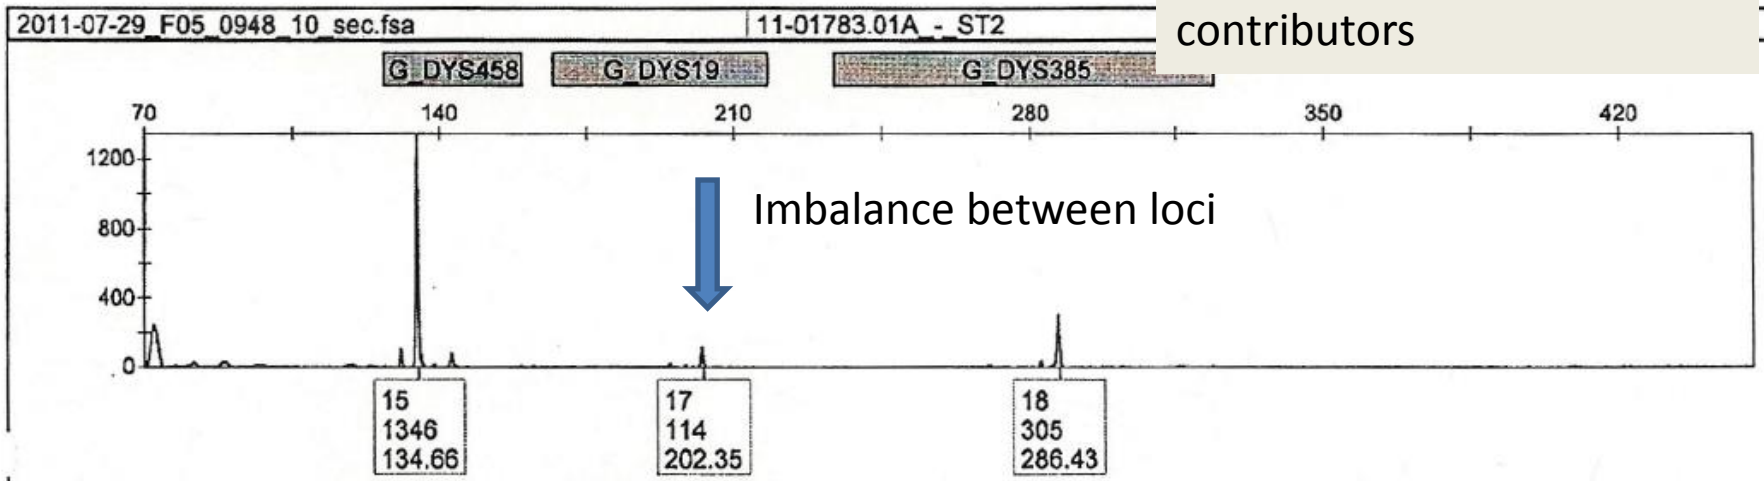 2011-07-29_F05_0948_10_sec.fsa 11-01783.01A_-_ST2
contributors
G_DYS458 G_DYS19 G_DYS385
70 140 210 280 350 420
1200
Imbalance between loci
800
400
0
15 17 18
1346 114 305
134.66 202.35 286.43